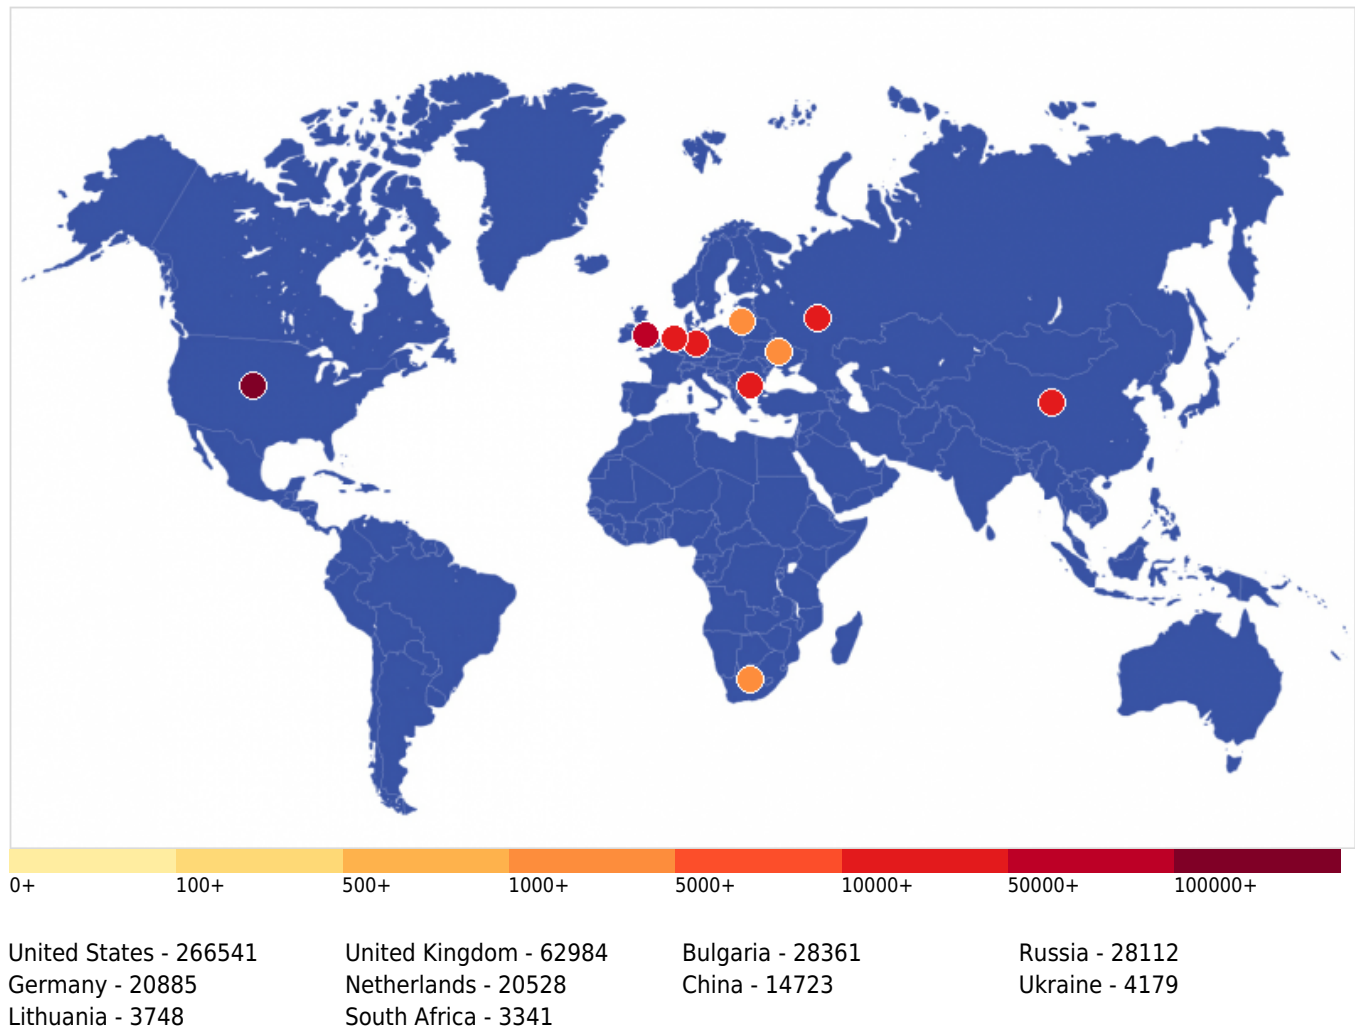 0+ 100+ 500+ 1000+ 5000+ 10000+ 50000+ 100000+
United States - 266541 United Kingdom - 62984 Bulgaria - 28361 Russia - 28112
Germany - 20885 Netherlands - 20528 China - 14723 Ukraine - 4179
Lithuania - 3748 South Africa - 3341